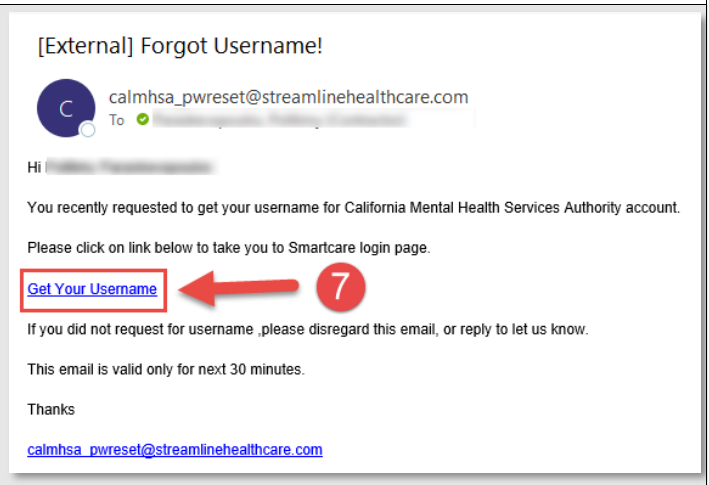 [External] Forgot Username!
C
calmhsa_pwreset@streamlinehealthcare.com
To
Hi
You recently requested to get your username for California Mental Health Services Authority account.
Please click on link below to take you to Smartcare login page.
Get Your Username
7
If you did not request for username ,please disregard this email, or reply to let us know.
This email is valid only for next 30 minutes.
Thanks
calmhsa_pwreset@streamlinehealthcare.com